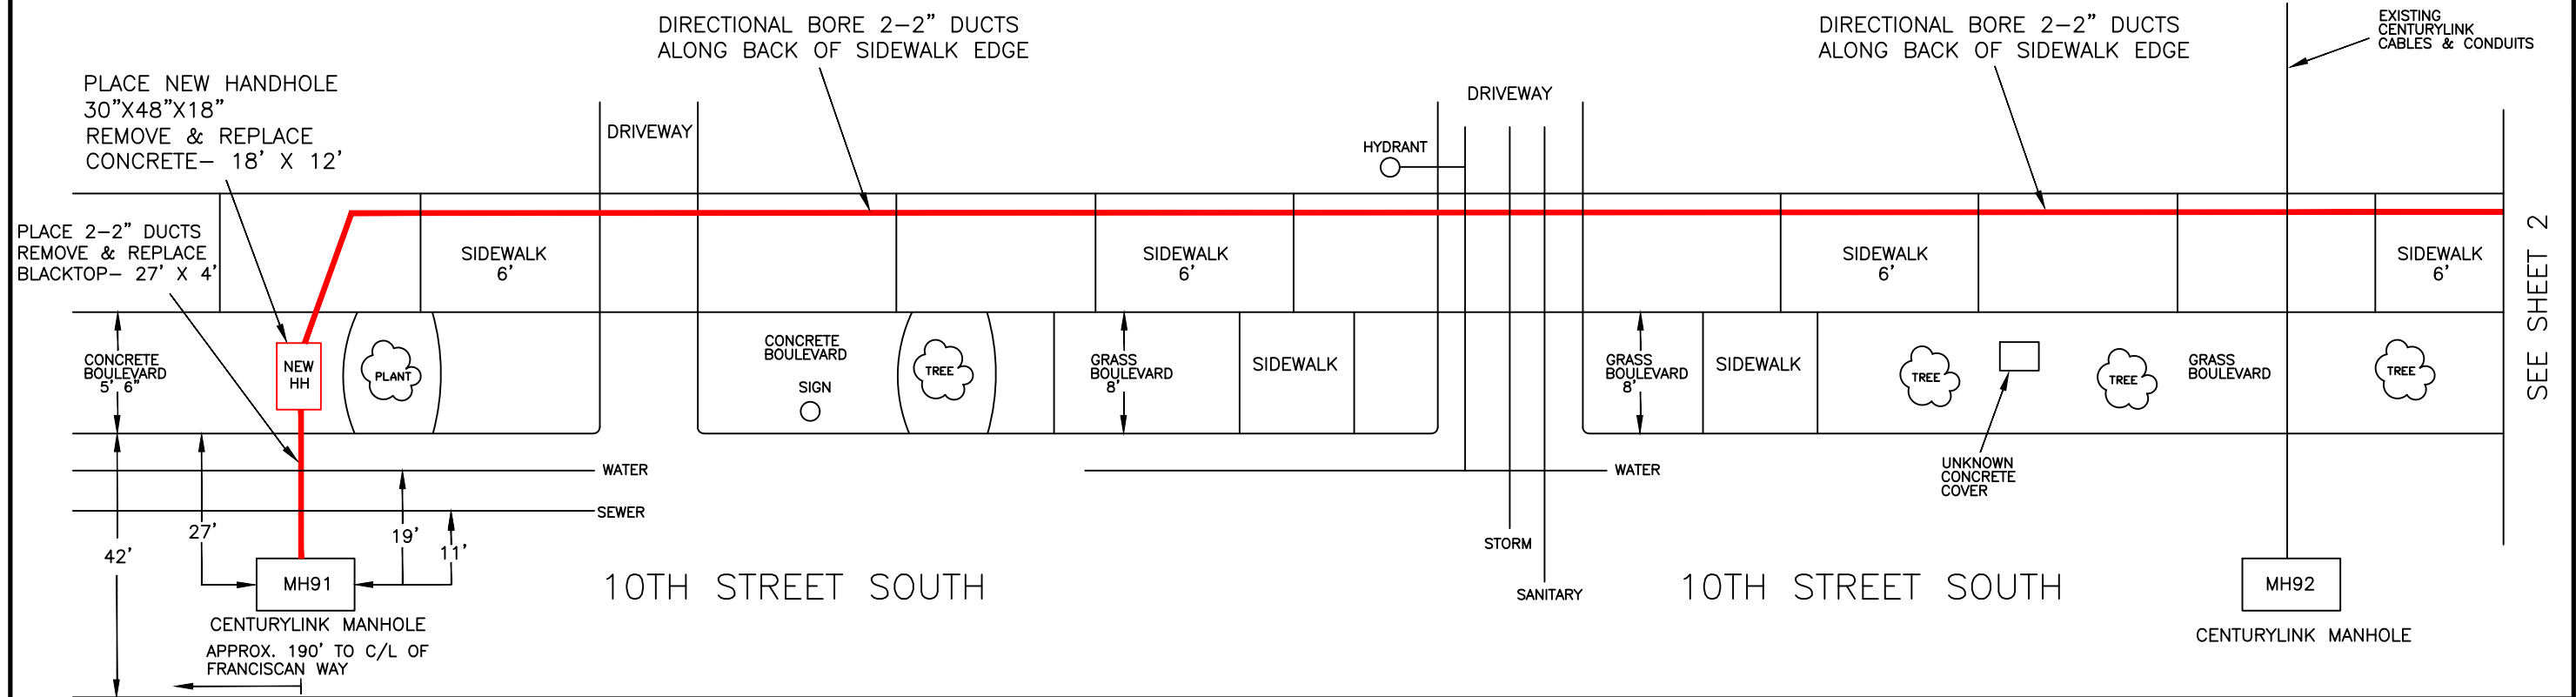 DIRECTIONAL BORE 2-2" DUCTS
ALONG BACK OF SIDEWALK EDGE
DIRECTIONAL BORE 2-2" DUCTS
ALONG BACK OF SIDEWALK EDGE
EXISTING
CENTURYLINK
CABLES & CONDUITS
PLACE NEW HANDHOLE
30"X48"X18"
REMOVE & REPLACE
CONCRETE- 18' X 12'
DRIVEWAY
DRIVEWAY
HYDRANT
PLACE 2-2" DUCTS
REMOVE & REPLACE
BLACKTOP- 27' X 4'
SIDEWALK
6'
SIDEWALK
6'
SIDEWALK
6'
SIDEWALK
6'
SEE SHEET 2
CONCRETE
BOULEVARD
5' 6"
NEW
HH
PLANT
CONCRETE
BOULEVARD
SIGN
TREE
GRASS
BOULEVARD
8'
SIDEWALK
GRASS
BOULEVARD
8'
SIDEWALK
TREE
TREE
GRASS
BOULEVARD
TREE
WATER
WATER
UNKNOWN
CONCRETE
COVER
SEWER
27'
19'
11'
42'
STORM
SANITARY
MH91
10TH STREET SOUTH
10TH STREET SOUTH
MH92
CENTURYLINK MANHOLE
APPROX. 190' TO C/L OF
FRANCISCAN WAY
CENTURYLINK MANHOLE